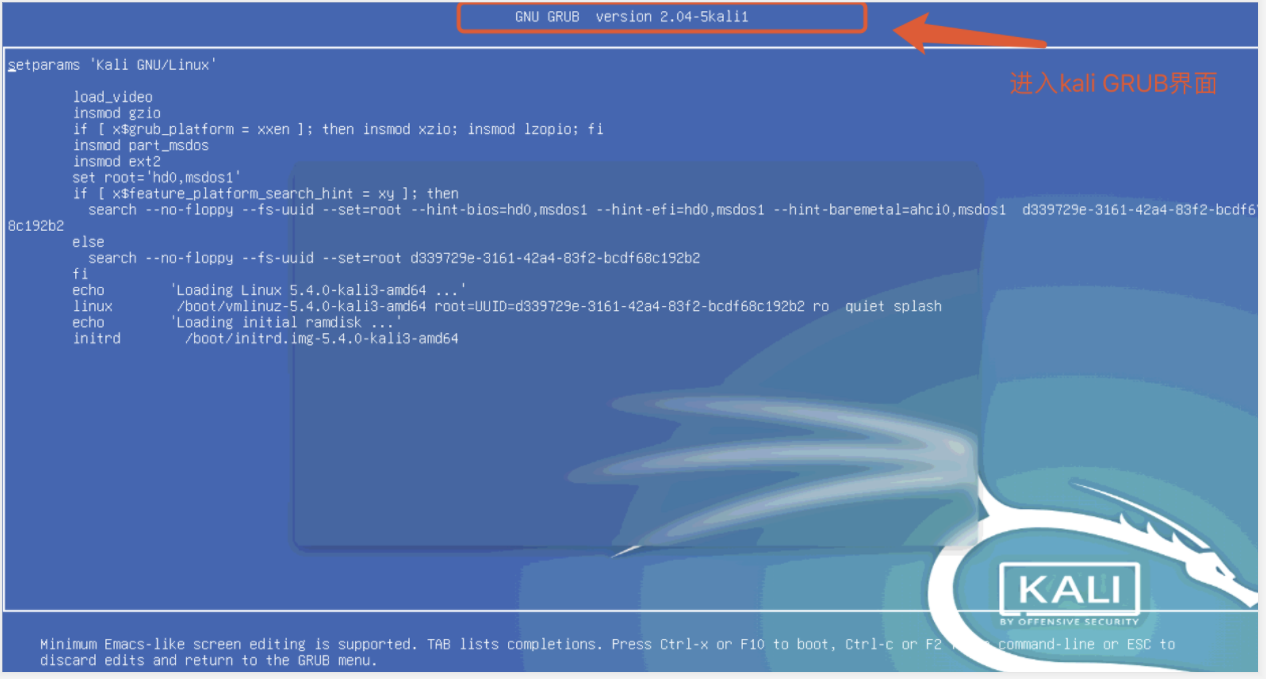 GNU GRUB version 2.04-5kali1
进入kali GRUB界面
setparams 'Kali GNU/Linux'
load_video
insmod gzio
if [ x$grub_platform = xxen ]; then insmod xzio; insmod lzopio; fi
insmod part_msdos
insmod ext2
set root='hd0,msdos1'
if [ x$feature_platform_search_hint = xy ]; then
search --no-floppy --fs-uuid --set=root --hint-bios=hd0,msdos1 --hint-efi=hd0,msdos1 --hint-baremetal=ahci0,msdos1 d339729e-3161-42a4-83f2-bcdf6
8c192b2
else
search --no-floppy --fs-uuid --set=root d339729e-3161-42a4-83f2-bcdf68c192b2
fi
echo 'Loading Linux 5.4.0-kali3-amd64 ...'
linux /boot/vmlinuz-5.4.0-kali3-amd64 root=UUID=d339729e-3161-42a4-83f2-bcdf68c192b2 ro quiet splash
echo 'Loading initial ramdisk ...'
initrd /boot/initrd.img-5.4.0-kali3-amd64
KALI
BY OFFENSIVE SECURITY
Minimum Emacs-like screen editing is supported. TAB lists completions. Press Ctrl-x or F10 to boot, Ctrl-c or F2 command-line or ESC to
discard edits and return to the GRUB menu.